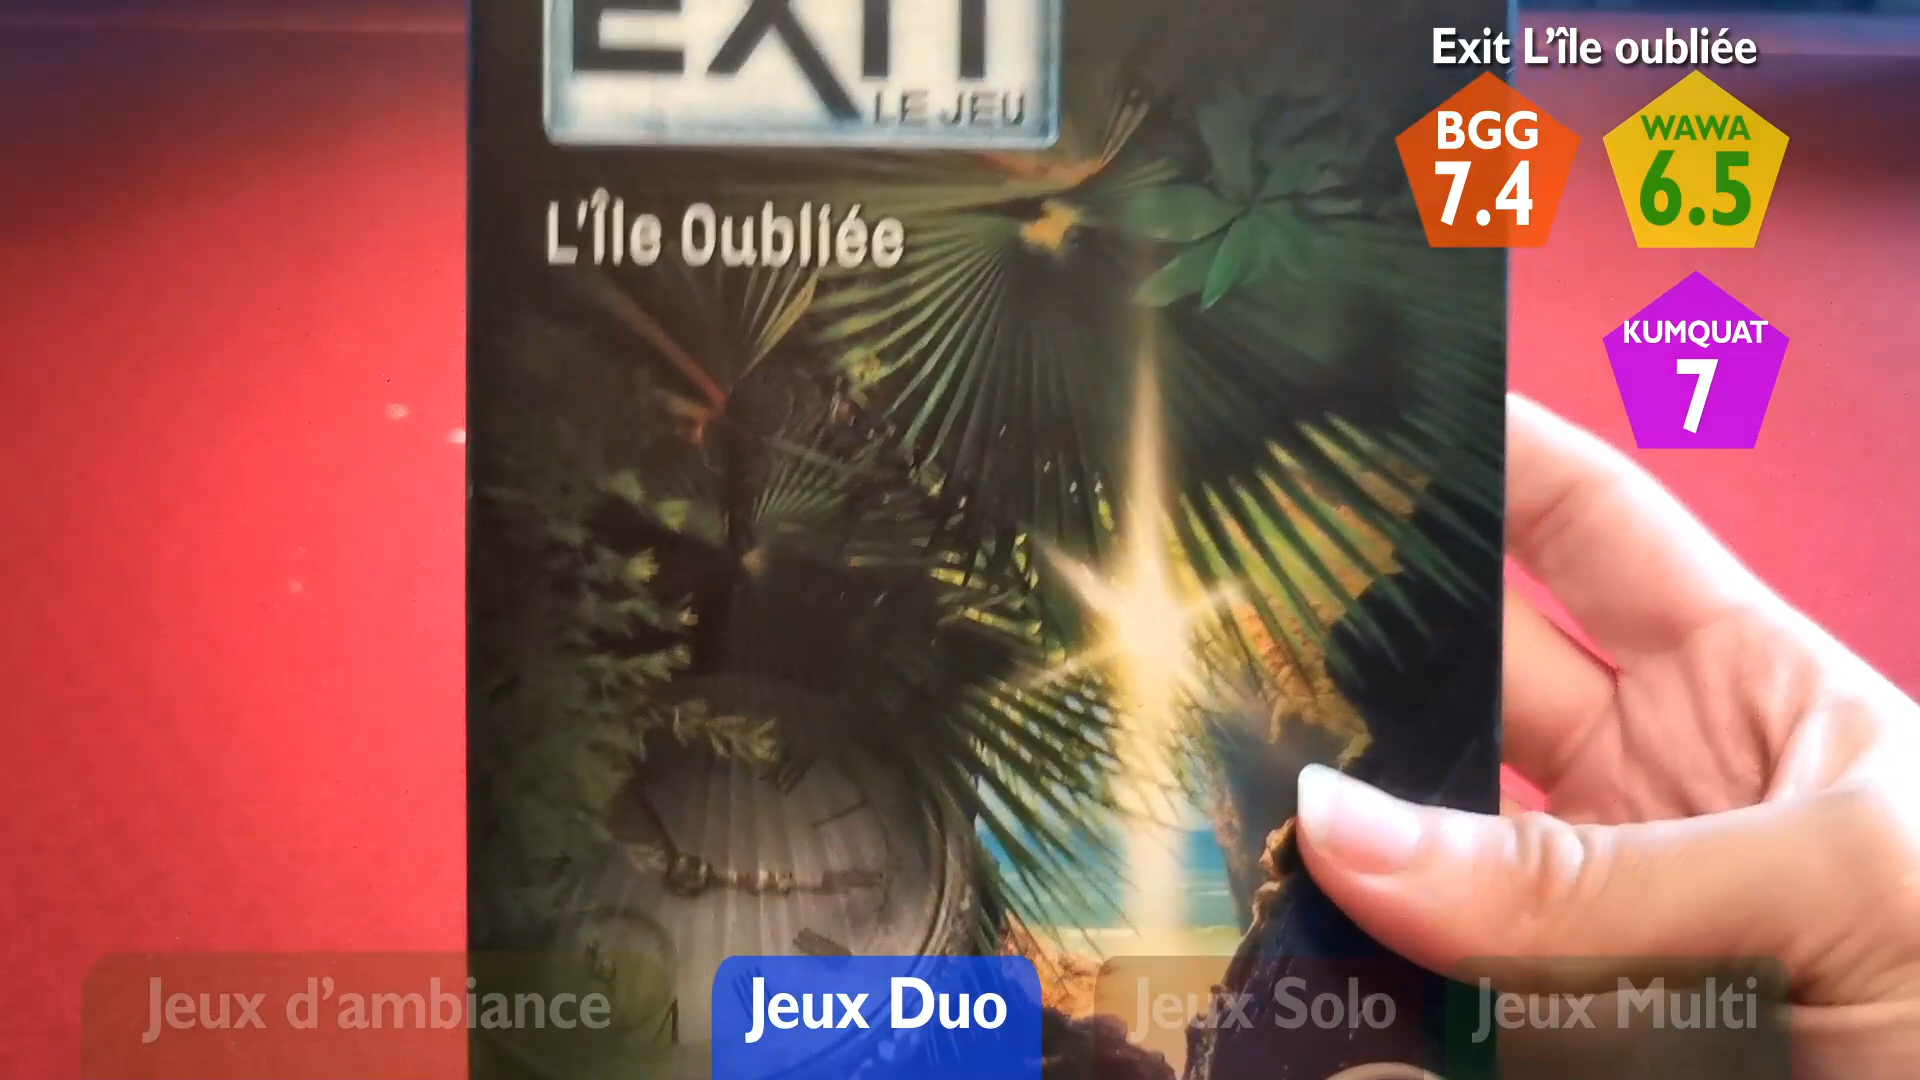 EXIT
LE JEU
L'Île Oubliée
Exit L'île oubliée
BGG
7.4
WAWA
6.5
KUMQUAT
7
Jeux d'ambiance
Jeux Duo
Jeux Solo
Jeux Multi